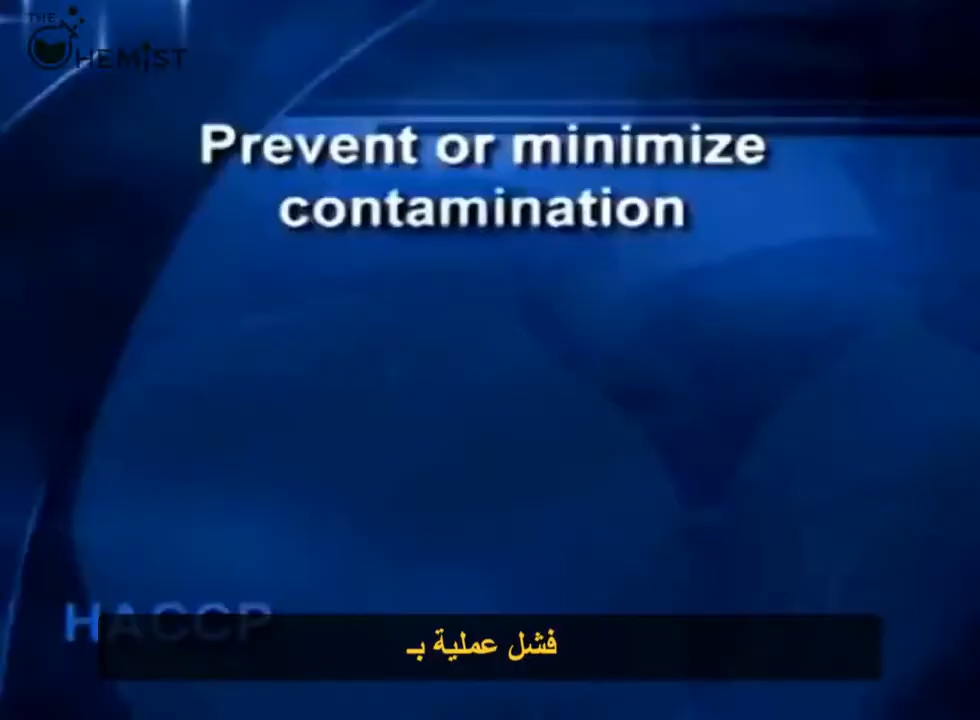 THE
CHEMIST
Prevent or minimize
contamination
HACCP
فشل عملية بـ